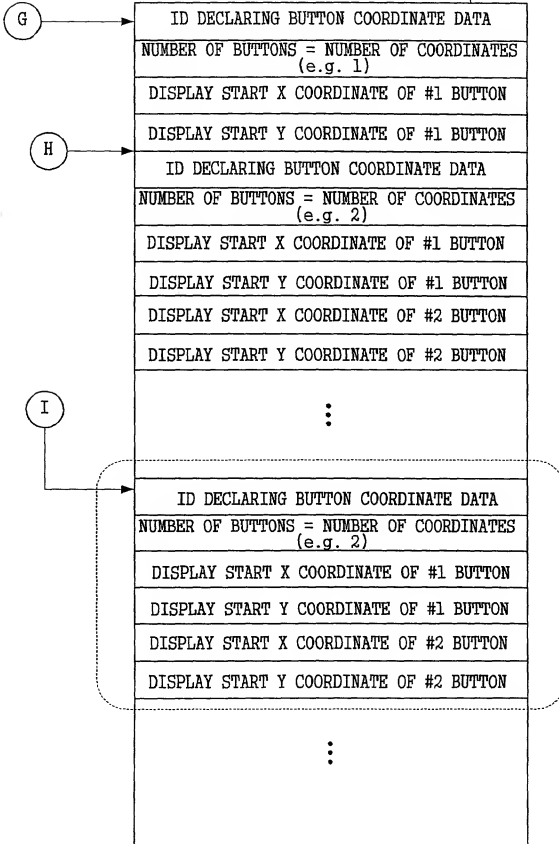 G
ID DECLARING BUTTON COORDINATE DATA
NUMBER OF BUTTONS = NUMBER OF COORDINATES
(e.g. 1)
DISPLAY START X COORDINATE OF #1 BUTTON
DISPLAY START Y COORDINATE OF #1 BUTTON
H
ID DECLARING BUTTON COORDINATE DATA
NUMBER OF BUTTONS = NUMBER OF COORDINATES
(e.g. 2)
DISPLAY START X COORDINATE OF #1 BUTTON
DISPLAY START Y COORDINATE OF #1 BUTTON
DISPLAY START X COORDINATE OF #2 BUTTON
DISPLAY START Y COORDINATE OF #2 BUTTON
I
ID DECLARING BUTTON COORDINATE DATA
NUMBER OF BUTTONS = NUMBER OF COORDINATES
(e.g. 2)
DISPLAY START X COORDINATE OF #1 BUTTON
DISPLAY START Y COORDINATE OF #1 BUTTON
DISPLAY START X COORDINATE OF #2 BUTTON
DISPLAY START Y COORDINATE OF #2 BUTTON